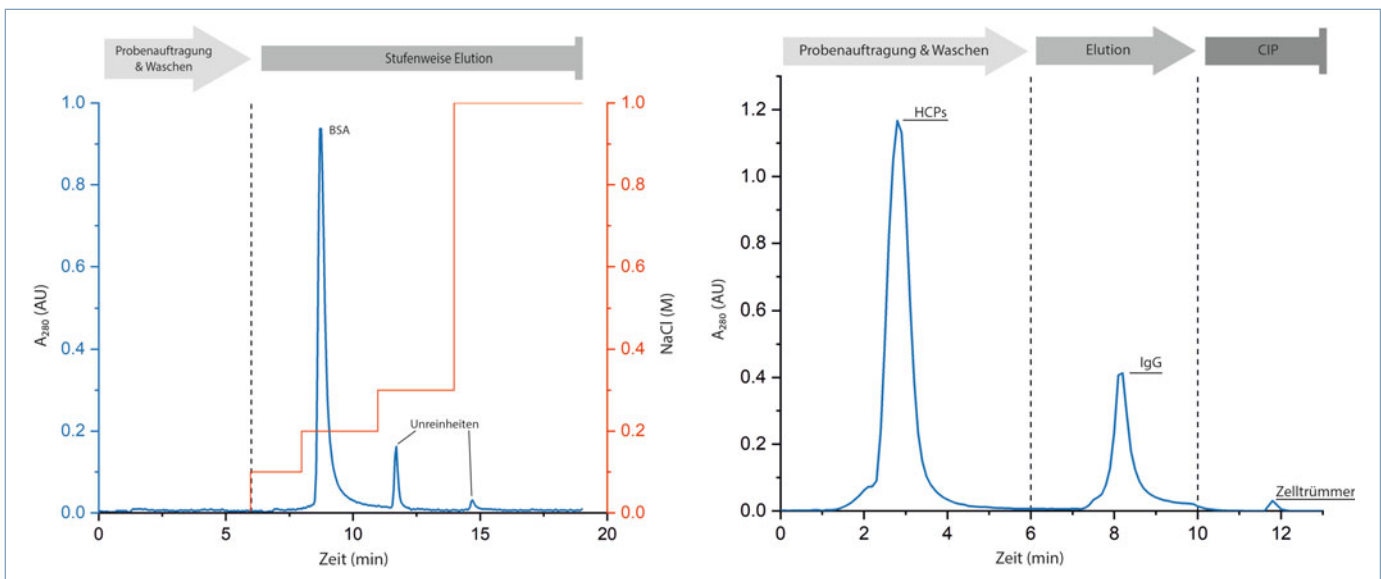 Probenauftragung
& Waschen
Stufenweise Elution
1.0
0.8
0.6
0.4
0.2
0.0
A280 (AU)
BSA
Unreinheiten
1.0
0.8
0.6
0.4
0.2
0.0
NaCl (M)
0
5
10
15
20
Zeit (min)
Probenauftragung & Waschen
Elution
CIP
1.2
1.0
0.8
0.6
0.4
0.2
0.0
A280 (AU)
HCPs
IgG
Zelltrümmer
0
2
4
6
8
10
12
Zeit (min)